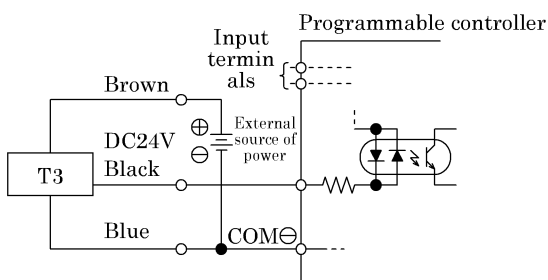 Programmable controller
Input
termin
als
Brown
⊕
DC24V
External
source of
power
⊖
Black
T3
Blue
COM⊖